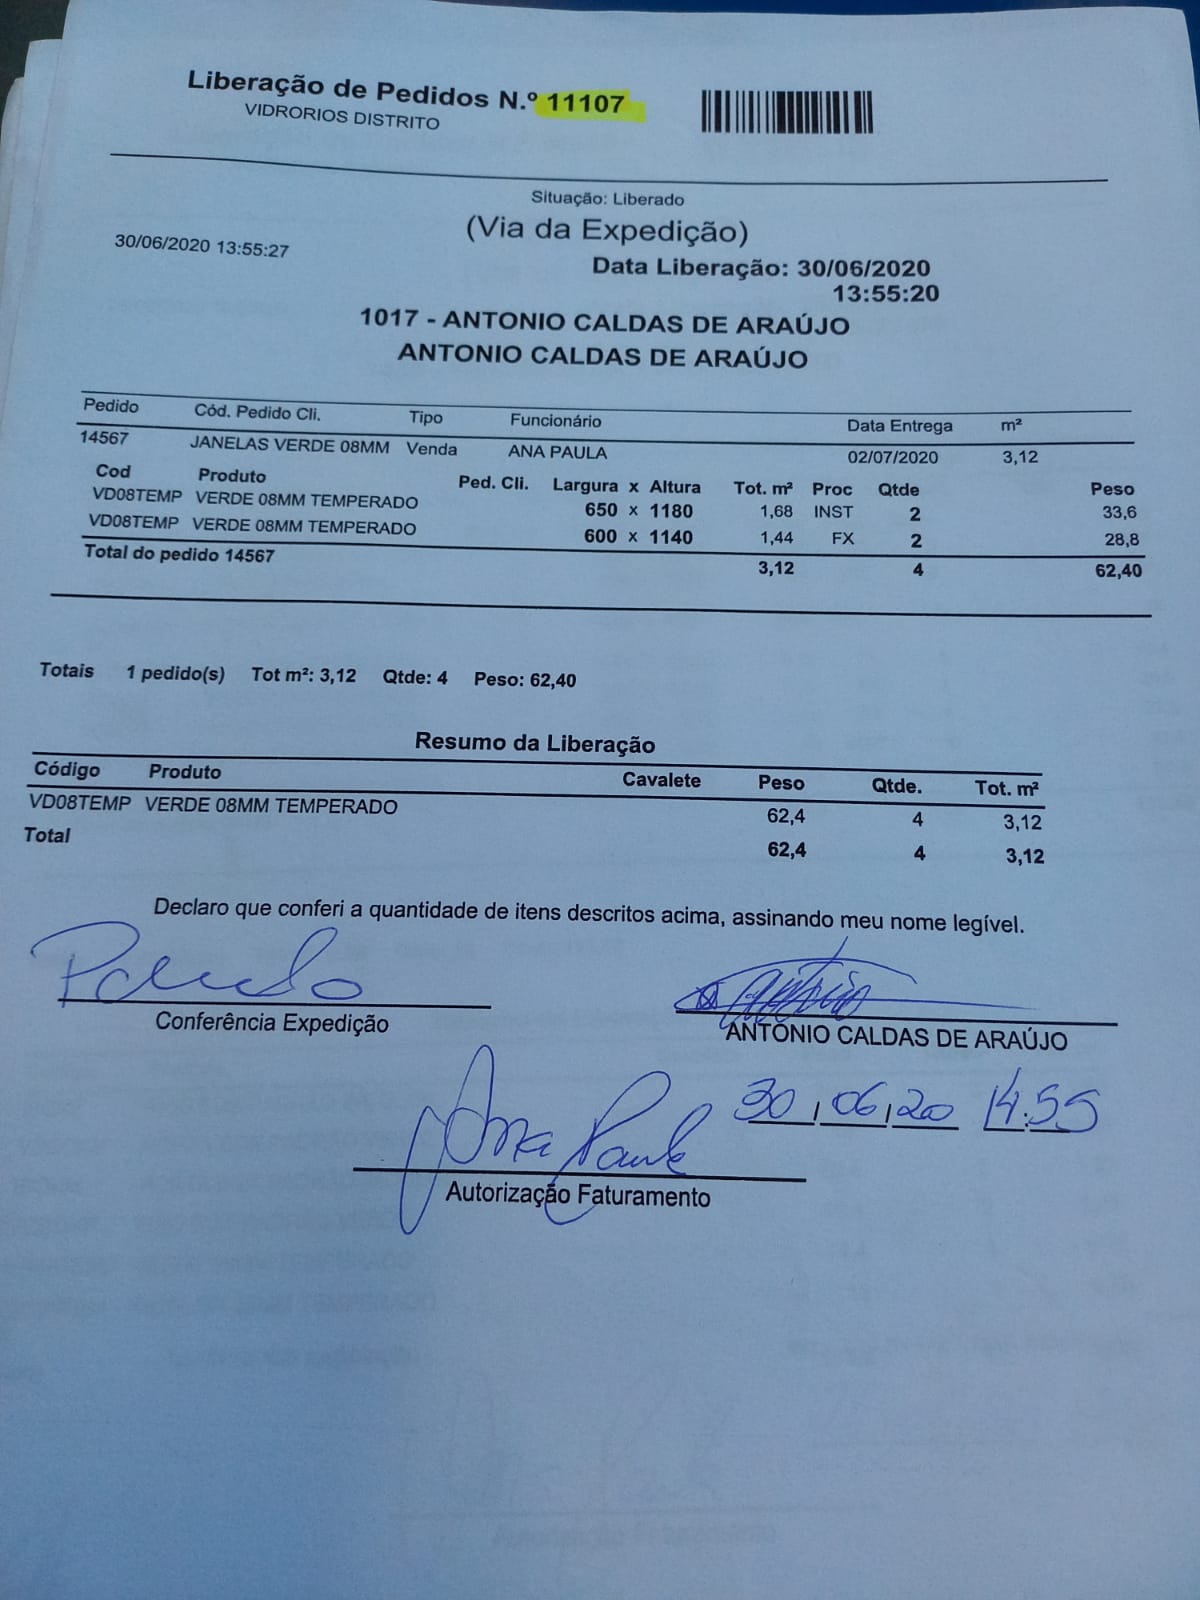 Liberação de Pedidos N.º 11107
VIDRORIOS DISTRITO
Situação: Liberado
(Via da Expedição)
30/06/2020 13:55:27
Data Liberação: 30/06/2020
13:55:20
1017 - ANTONIO CALDAS DE ARAÚJO
ANTONIO CALDAS DE ARAÚJO
Pedido Cód. Pedido Cli. Tipo Funcionário Data Entrega m²
14567 JANELAS VERDE 08MM Venda ANA PAULA 02/07/2020 3,12
Cod Produto Ped. Cli. Largura x Altura Tot. m² Proc Qtde Peso
VD08TEMP VERDE 08MM TEMPERADO 650 x 1180 1,68 INST 2 33,6
VD08TEMP VERDE 08MM TEMPERADO 600 x 1140 1,44 FX 2 28,8
Total do pedido 14567 3,12 4 62,40
Totais 1 pedido(s) Tot m²: 3,12 Qtde: 4 Peso: 62,40
Resumo da Liberação
Código Produto Cavalete Peso Qtde. Tot. m²
VD08TEMP VERDE 08MM TEMPERADO 62,4 4 3,12
Total 62,4 4 3,12
Declaro que conferi a quantidade de itens descritos acima, assinando meu nome legível.
Conferência Expedição
ANTONIO CALDAS DE ARAÚJO
30/06/20 14:55
Ana Paula
Autorização Faturamento